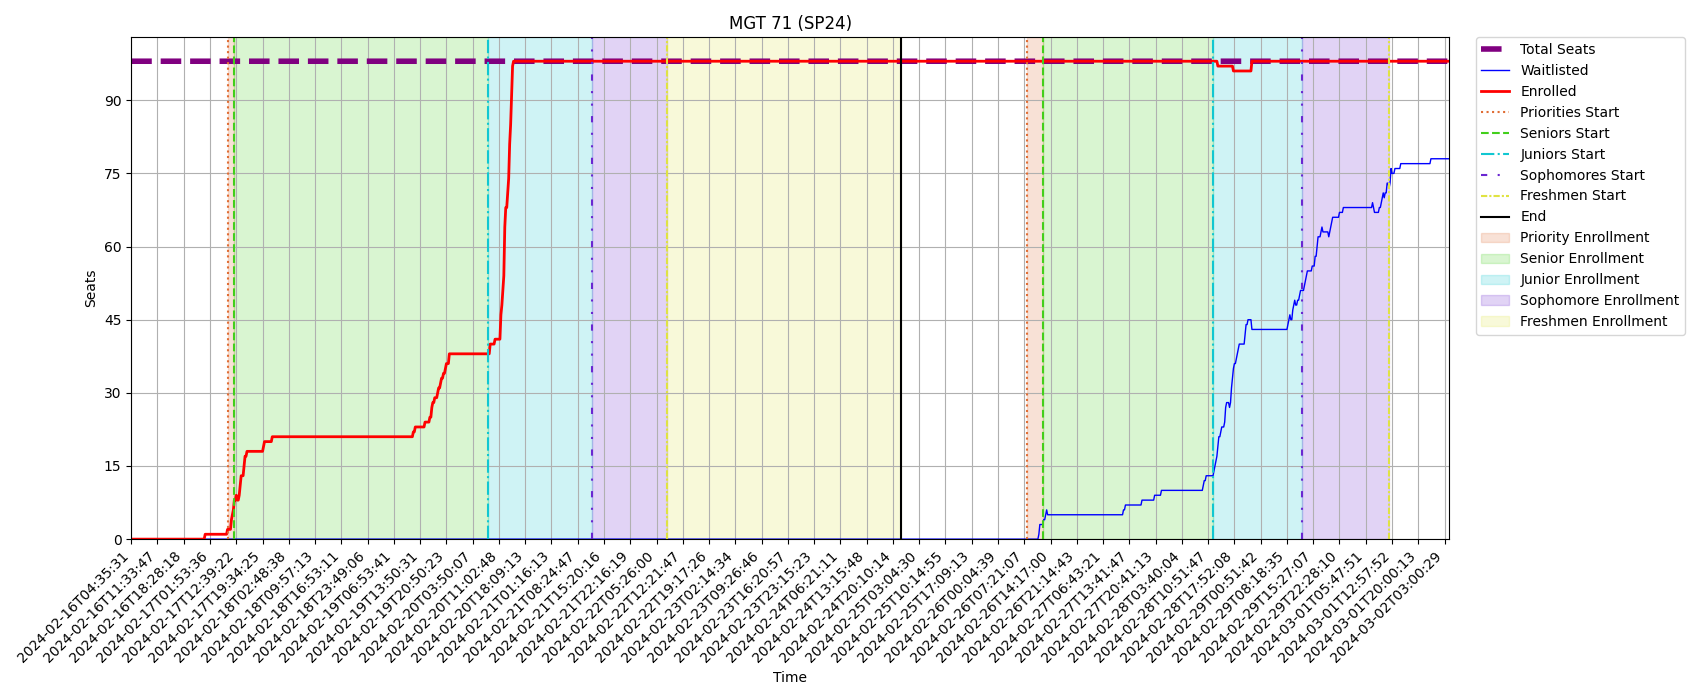 MGT 71 (SP24)
Total Seats
Waitlisted
Enrolled
Priorities Start
Seniors Start
Juniors Start
Sophomores Start
Freshmen Start
End
Priority Enrollment
Senior Enrollment
Junior Enrollment
Sophomore Enrollment
Freshmen Enrollment
Seats
90
75
60
45
30
15
0
2024-02-16T04:35:31
2024-02-16T11:33:47
2024-02-16T18:28:18
2024-02-17T01:53:36
2024-02-17T12:39:22
2024-02-17T19:34:25
2024-02-18T02:48:38
2024-02-18T09:57:13
2024-02-18T16:53:11
2024-02-18T23:49:06
2024-02-19T06:53:41
2024-02-19T13:50:31
2024-02-19T20:50:23
2024-02-20T03:50:07
2024-02-20T11:02:48
2024-02-20T18:09:13
2024-02-21T01:16:13
2024-02-21T08:24:47
2024-02-21T15:20:16
2024-02-21T22:16:19
2024-02-22T05:26:00
2024-02-22T12:21:47
2024-02-22T19:17:26
2024-02-23T02:14:34
2024-02-23T09:26:46
2024-02-23T16:20:57
2024-02-23T23:15:23
2024-02-24T06:21:11
2024-02-24T13:15:48
2024-02-24T20:10:14
2024-02-25T03:04:30
2024-02-25T10:14:55
2024-02-25T17:09:13
2024-02-26T00:04:39
2024-02-26T07:21:07
2024-02-26T14:17:00
2024-02-26T21:14:43
2024-02-27T06:43:21
2024-02-27T13:41:47
2024-02-27T20:41:13
2024-02-28T03:40:04
2024-02-28T10:51:47
2024-02-28T17:52:08
2024-02-29T00:51:42
2024-02-29T08:18:35
2024-02-29T15:27:07
2024-02-29T22:28:10
2024-03-01T05:47:51
2024-03-01T12:57:52
2024-03-01T20:00:13
2024-03-02T03:00:29
Time